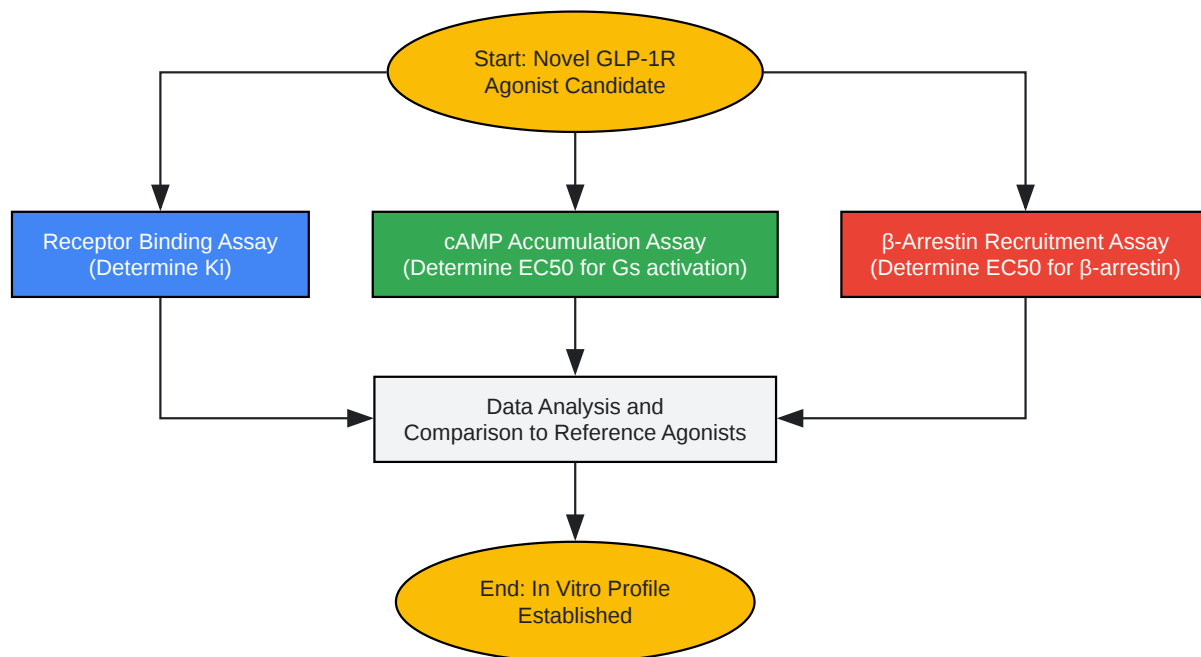 Start: Novel GLP-1R
Agonist Candidate
Receptor Binding Assay
(Determine Ki)
cAMP Accumulation Assay
(Determine EC50 for Gs activation)
β-Arrestin Recruitment Assay
(Determine EC50 for β-arrestin)
Data Analysis and
Comparison to Reference Agonists
End: In Vitro Profile
Established